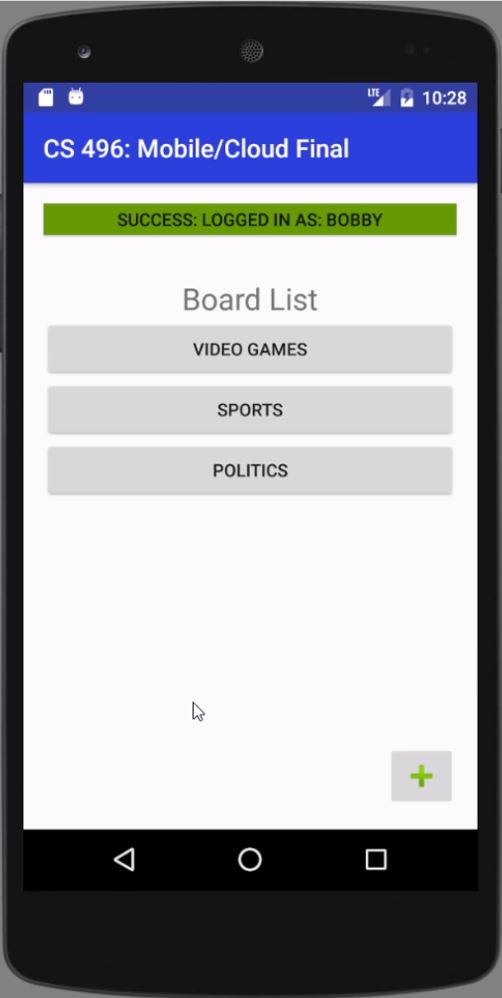 LTE 10:28
CS 496: Mobile/Cloud Final
SUCCESS: LOGGED IN AS: BOBBY
Board List
VIDEO GAMES
SPORTS
POLITICS